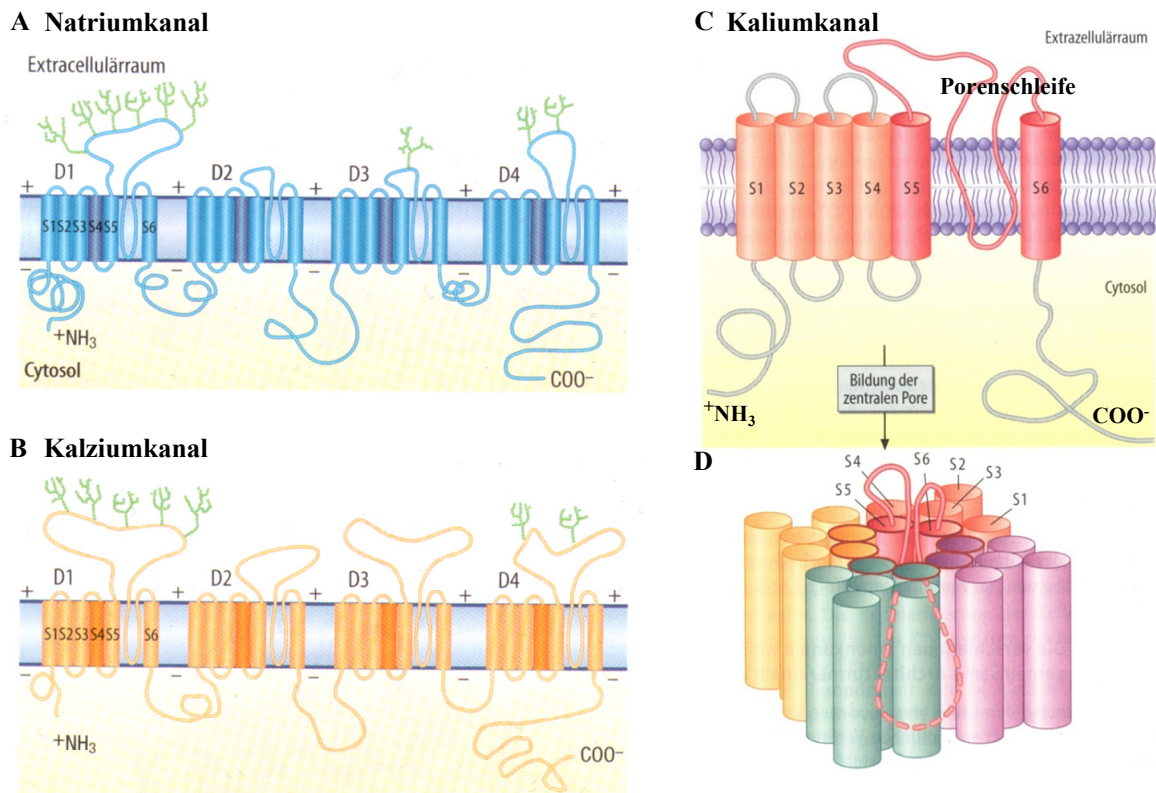 A Natriumkanal
Extracellulärraum
D1
D2
D3
D4
+
+
+
+
+
S1S2S3S4S5 S6
–
–
–
–
–
+NH₃
COO⁻
Cytosol
B Kalziumkanal
D1
D2
D3
D4
+
+
+
+
+
S1S2S3S4S5 S6
–
–
–
–
–
+NH₃
COO⁻
C Kaliumkanal
Extrazellulärraum
Porenschleife
S1 S2 S3 S4 S5 S6
Cytosol
Bildung der
zentralen Pore
⁺NH₃
COO⁻
D
S4 S6 S2
S5 S3
S1